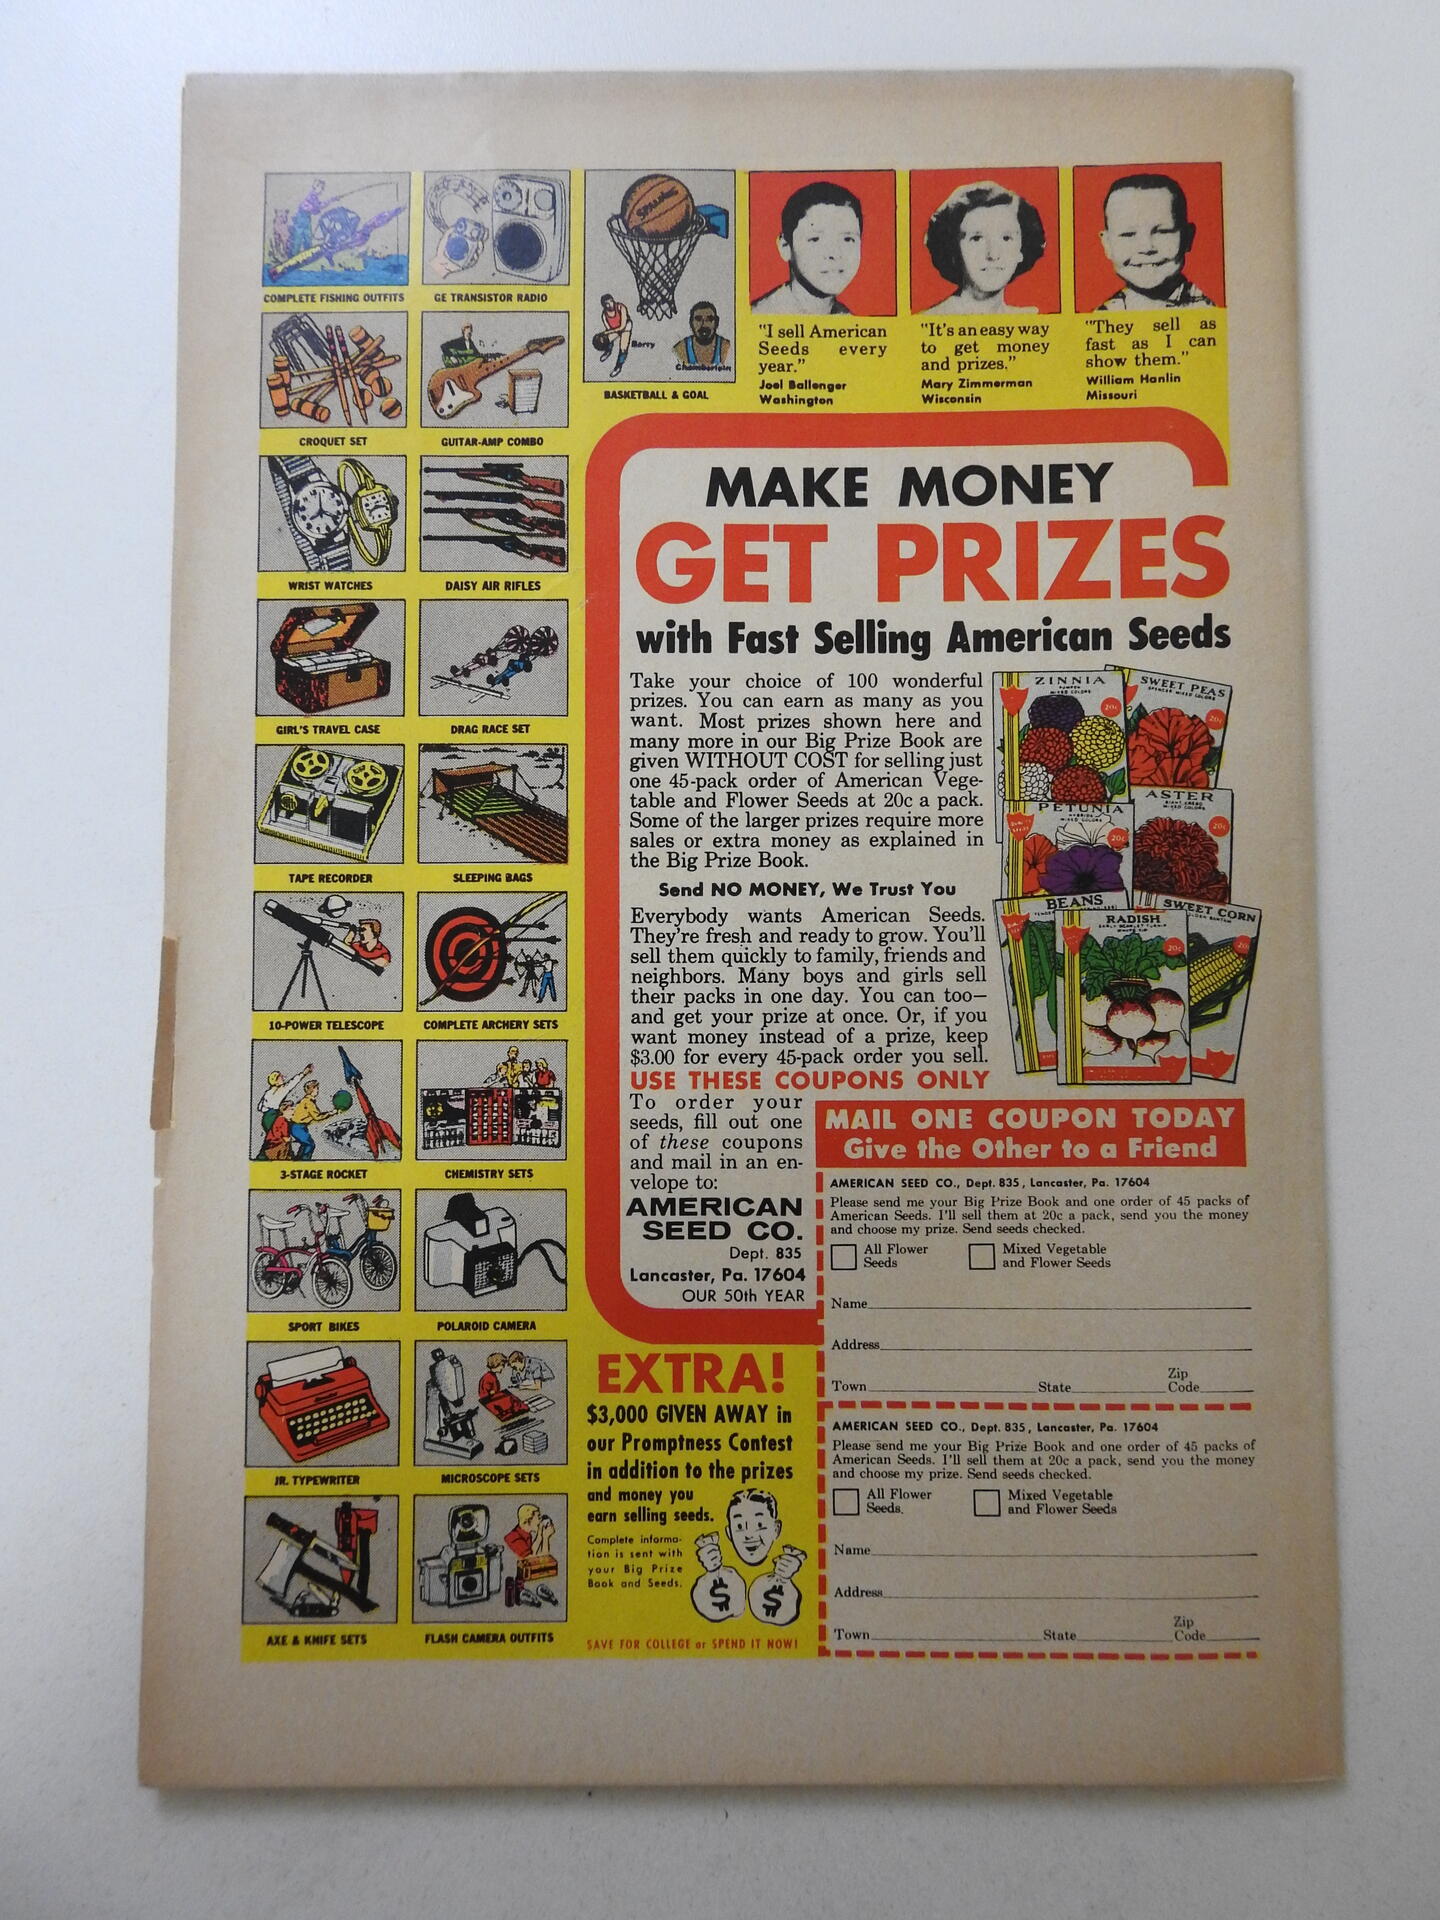 COMPLETE FISHING OUTFITS
GE TRANSISTOR RADIO
CROQUET SET
GUITAR-AMP COMBO
WRIST WATCHES
DAISY AIR RIFLES
GIRL'S TRAVEL CASE
DRAG RACE SET
TAPE RECORDER
SLEEPING BAGS
10-POWER TELESCOPE
COMPLETE ARCHERY SETS
3-STAGE ROCKET
CHEMISTRY SETS
SPORT BIKES
POLAROID CAMERA
JR. TYPEWRITER
MICROSCOPE SETS
AXE & KNIFE SETS
FLASH CAMERA OUTFITS
SPALDING
Barry
Chamberlain
BASKETBALL & GOAL
"I sell American
Seeds every
year."
Joel Ballenger
Washington
"It's an easy way
to get money
and prizes."
Mary Zimmerman
Wisconsin
"They sell as
fast as I can
show them."
William Hanlin
Missouri
MAKE MONEY
GET PRIZES
with Fast Selling American Seeds
Take your choice of 100 wonderful
prizes. You can earn as many as you
want. Most prizes shown here and
many more in our Big Prize Book are
given WITHOUT COST for selling just
one 45-pack order of American Vege-
table and Flower Seeds at 20c a pack.
Some of the larger prizes require more
sales or extra money as explained in
the Big Prize Book.
Send NO MONEY, We Trust You
Everybody wants American Seeds.
They're fresh and ready to grow. You'll
sell them quickly to family, friends and
neighbors. Many boys and girls sell
their packs in one day. You can too—
and get your prize at once. Or, if you
want money instead of a prize, keep
$3.00 for every 45-pack order you sell.
USE THESE COUPONS ONLY
To order your
seeds, fill out one
of these coupons
and mail in an en-
velope to:
AMERICAN
SEED CO.
Dept. 835
Lancaster, Pa. 17604
OUR 50th YEAR
ZINNIA
MIXED COLORS
20c
SWEET PEAS
SPENCER MIXED COLORS
20c
PETUNIA
MIXED COLORS
20c
ASTER
MIXED COLORS
20c
BEANS
RADISH
EARLY SCARLET TURNIP
WHITE TIP
20c
SWEET CORN
MAIL ONE COUPON TODAY
Give the Other to a Friend
AMERICAN SEED CO., Dept. 835, Lancaster, Pa. 17604
Please send me your Big Prize Book and one order of 45 packs of
American Seeds. I'll sell them at 20c a pack, send you the money
and choose my prize. Send seeds checked.
All Flower
Seeds
Mixed Vegetable
and Flower Seeds
Name
Address
Town State Zip
Code
AMERICAN SEED CO., Dept. 835, Lancaster, Pa. 17604
Please send me your Big Prize Book and one order of 45 packs of
American Seeds. I'll sell them at 20c a pack, send you the money
and choose my prize. Send seeds checked.
All Flower
Seeds.
Mixed Vegetable
and Flower Seeds
Name
Address
Town State Zip
Code
EXTRA!
$3,000 GIVEN AWAY in
our Promptness Contest
in addition to the prizes
and money you
earn selling seeds.
Complete informa-
tion is sent with
your Big Prize
Book and Seeds.
$ $
SAVE FOR COLLEGE or SPEND IT NOW!